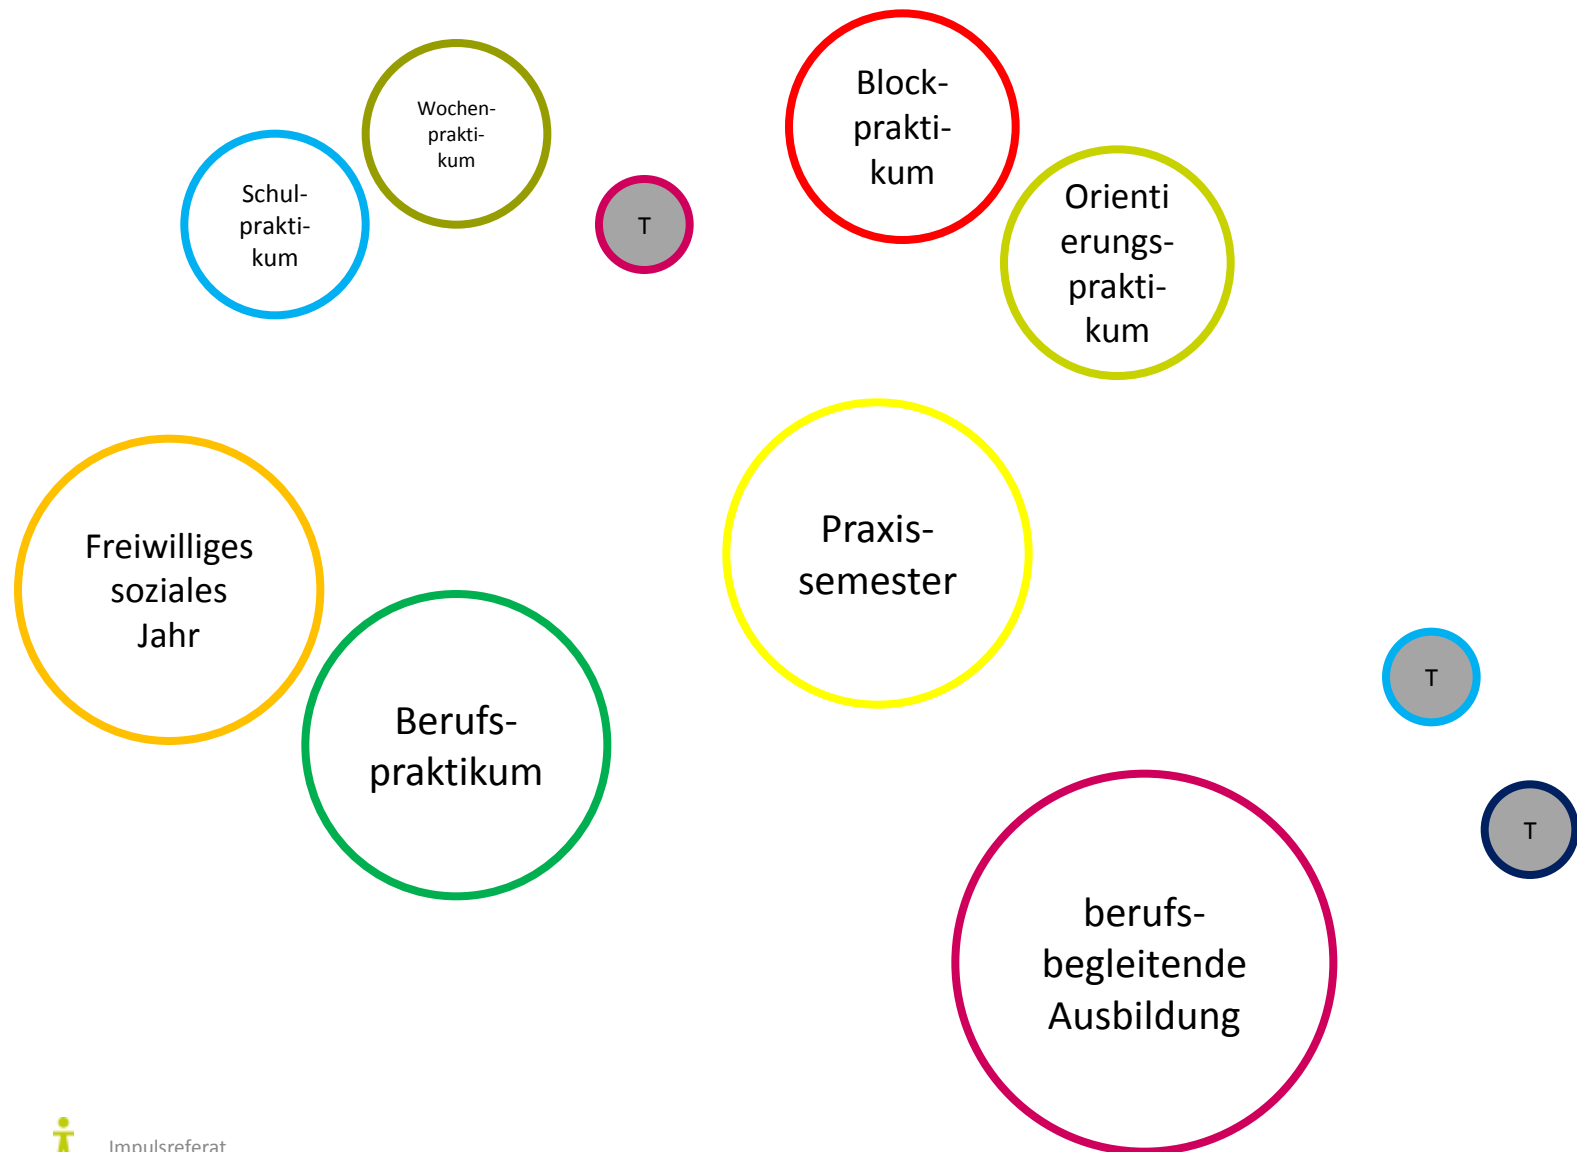 Wochen-
prakti-
kum
Schul-
prakti-
kum
T
Block-
prakti-
kum
Orienti
erungs-
prakti-
kum
Freiwilliges
soziales
Jahr
Berufs-
praktikum
Praxis-
semester
T
T
berufs-
begleitende
Ausbildung
Impulsreferat